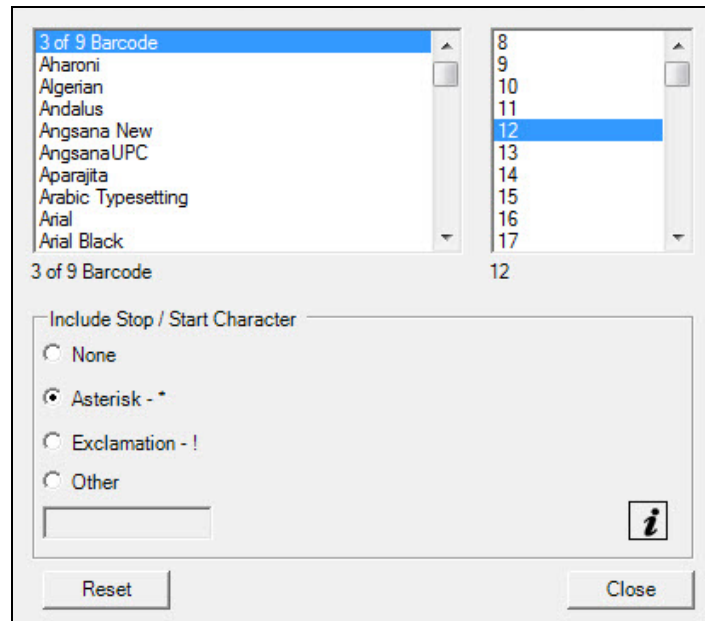 3 of 9 Barcode
Aharoni
Algerian
Andalus
Angsana New
AngsanaUPC
Aparajita
Arabic Typesetting
Arial
Arial Black
3 of 9 Barcode
8
9
10
11
12
13
14
15
16
17
12
Include Stop / Start Character
None
Asterisk - *
Exclamation - !
Other
i
Reset
Close